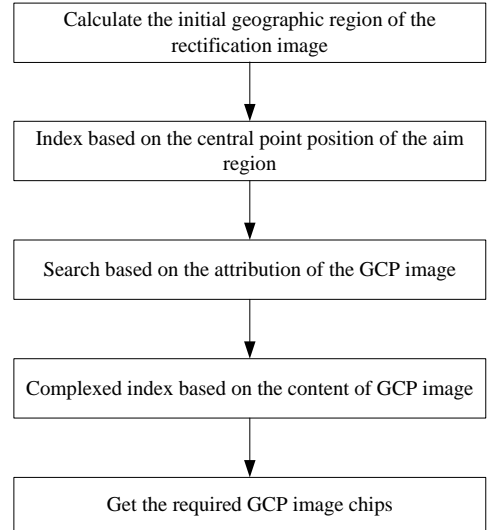 Calculate the initial geographic region of the
rectification image
Index based on the central point position of the aim
region
Search based on the attribution of the GCP image
Complexed index based on the content of GCP image
Get the required GCP image chips